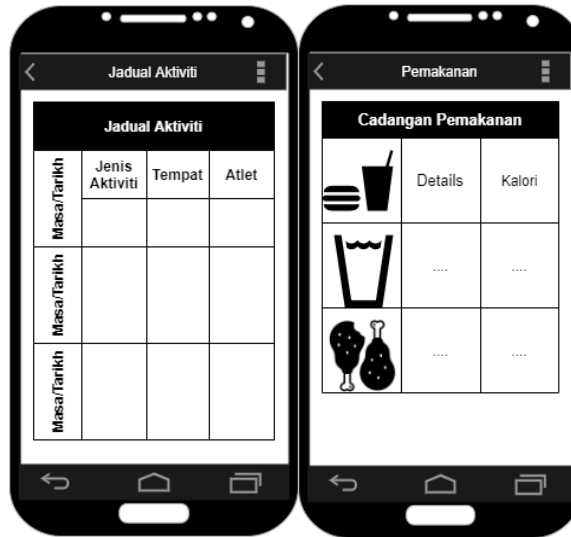 Jadual Aktiviti
Jadual Aktiviti
Masa/Tarikh
Jenis Aktiviti
Tempat
Atlet
Masa/Tarikh
Masa/Tarikh
Pemakanan
Cadangan Pemakanan
Details
Kalori
....
....
....
....